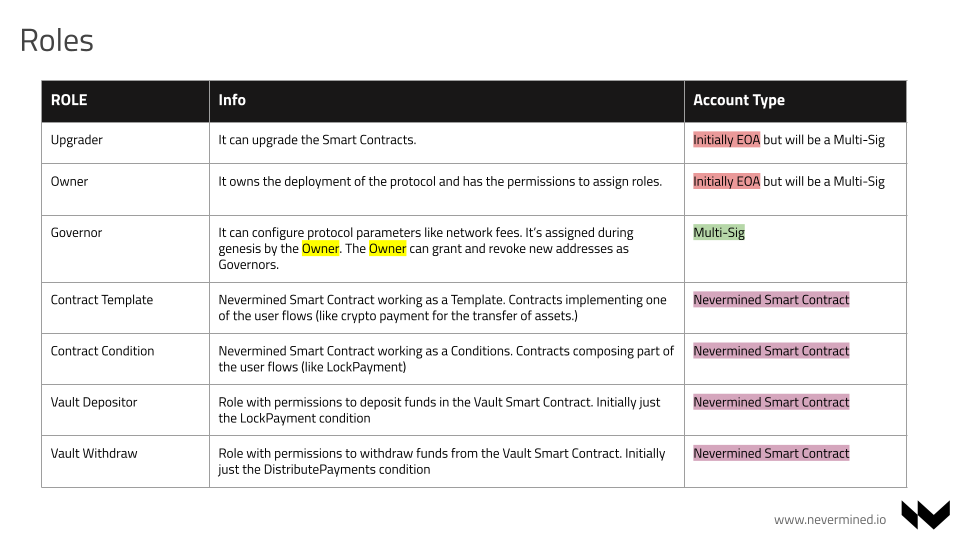 Roles
ROLE
Info
Account Type
Upgrader
It can upgrade the Smart Contracts.
Initially EOA but will be a Multi-Sig
Owner
It owns the deployment of the protocol and has the permissions to assign roles.
Initially EOA but will be a Multi-Sig
Governor
It can configure protocol parameters like network fees. It's assigned during
genesis by the Owner. The Owner can grant and revoke new addresses as
Governors.
Multi-Sig
Contract Template
Nevermined Smart Contract working as a Template. Contracts implementing one
of the user flows (like crypto payment for the transfer of assets.)
Nevermined Smart Contract
Contract Condition
Nevermined Smart Contract working as a Conditions. Contracts composing part of
the user flows (like LockPayment)
Nevermined Smart Contract
Vault Depositor
Role with permissions to deposit funds in the Vault Smart Contract. Initially just
the LockPayment condition
Nevermined Smart Contract
Vault Withdraw
Role with permissions to withdraw funds from the Vault Smart Contract. Initially
just the DistributePayments condition
Nevermined Smart Contract
www.nevermined.io